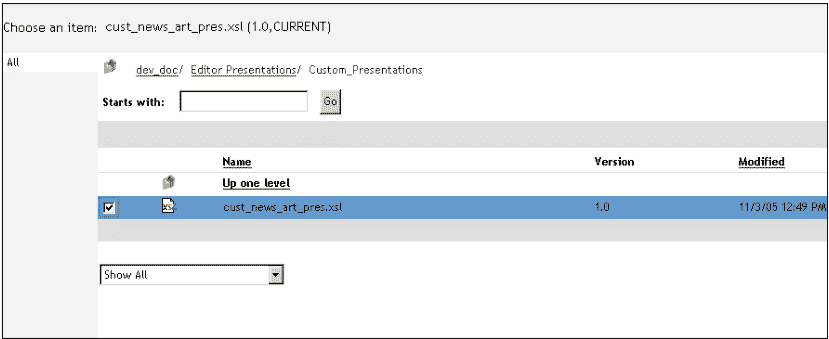 Choose an item: cust_news_art_pres.xsl (1.0,CURRENT)
All
dev_doc/ Editor Presentations/ Custom_Presentations
Starts with: Go
Name Version Modified
Up one level
cust_news_art_pres.xsl 1.0 11/3/05 12:49 PM
Show All